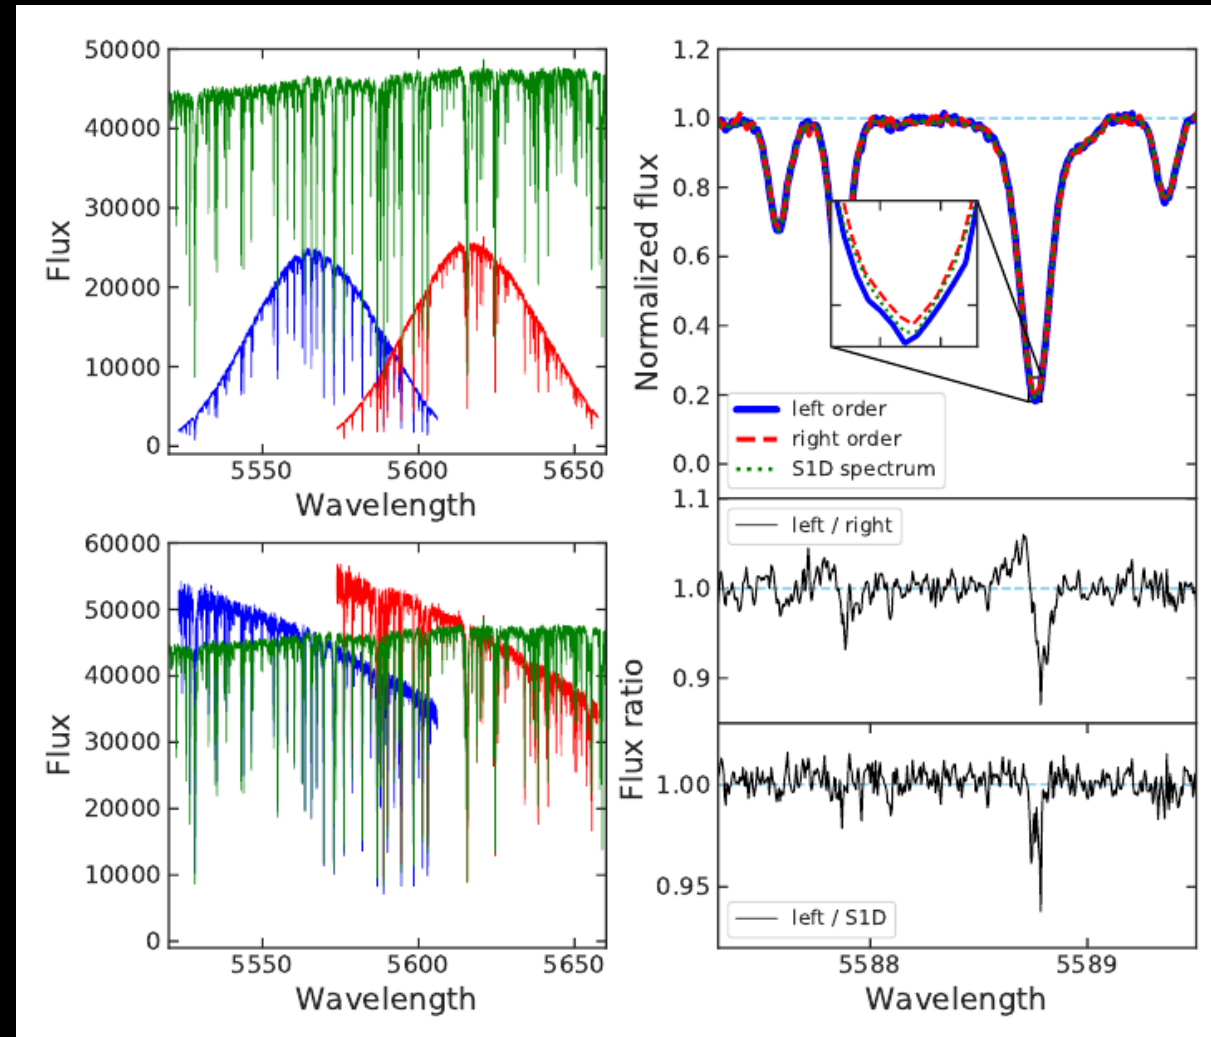 50000
40000
30000
20000
10000
0
Flux
5550
5600
5650
Wavelength
60000
50000
40000
30000
20000
10000
0
Flux
5550
5600
5650
Wavelength
1.2
1.0
0.8
0.6
0.4
0.2
0.0
Normalized flux
left order
right order
S1D spectrum
1.1
1.0
0.9
left / right
Flux ratio
1.00
0.95
left / S1D
5588
5589
Wavelength